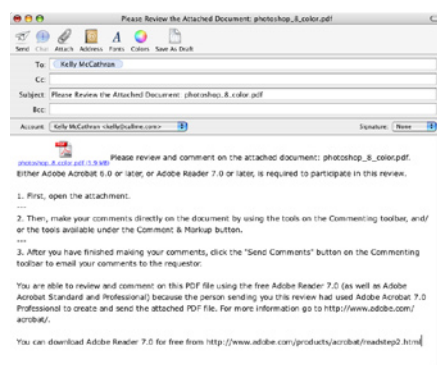 Please Review the Attached Document: photoshop_8_color.pdf
Send Chat Attach Address Fonts Colors Save As Draft
To: Kelly McCathran
Cc:
Subject: Please Review the Attached Document: photoshop_8_color.pdf
Bcc:
Account: Kelly McCathran Signature: None
photoshop_8_color.pdf (1.9 MB) Please review and comment on the attached document: photoshop_8_color.pdf.
Either Adobe Acrobat 6.0 or later, or Adobe Reader 7.0 or later, is required to participate in this review.
1. First, open the attachment.
---
2. Then, make your comments directly on the document by using the tools on the Commenting toolbar, and/
or the tools available under the Comment & Markup button.
---
3. After you have finished making your comments, click the "Send Comments" button on the Commenting
toolbar to email your comments to the requestor.
You are able to review and comment on this PDF file using the free Adobe Reader 7.0 (as well as Adobe
Acrobat Standard and Professional) because the person sending you this review had used Adobe Acrobat 7.0
Professional to create and send the attached PDF file. For more information go to http://www.adobe.com/
acrobat/.
You can download Adobe Reader 7.0 for free from http://www.adobe.com/products/acrobat/readstep2.html